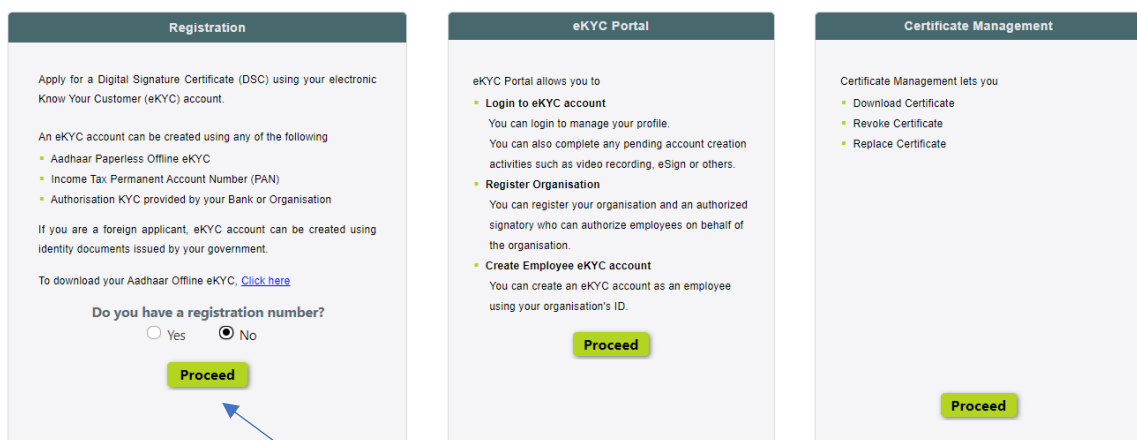 Registration
Apply for a Digital Signature Certificate (DSC) using your electronic
Know Your Customer (eKYC) account.
An eKYC account can be created using any of the following
Aadhaar Paperless Offline eKYC
Income Tax Permanent Account Number (PAN)
Authorisation KYC provided by your Bank or Organisation
If you are a foreign applicant, eKYC account can be created using
identity documents issued by your government.
To download your Aadhaar Offline eKYC, Click here
Do you have a registration number?
Yes No
Proceed
eKYC Portal
eKYC Portal allows you to
Login to eKYC account
You can login to manage your profile.
You can also complete any pending account creation
activities such as video recording, eSign or others.
Register Organisation
You can register your organisation and an authorized
signatory who can authorize employees on behalf of
the organisation.
Create Employee eKYC account
You can create an eKYC account as an employee
using your organisation's ID.
Proceed
Certificate Management
Certificate Management lets you
Download Certificate
Revoke Certificate
Replace Certificate
Proceed